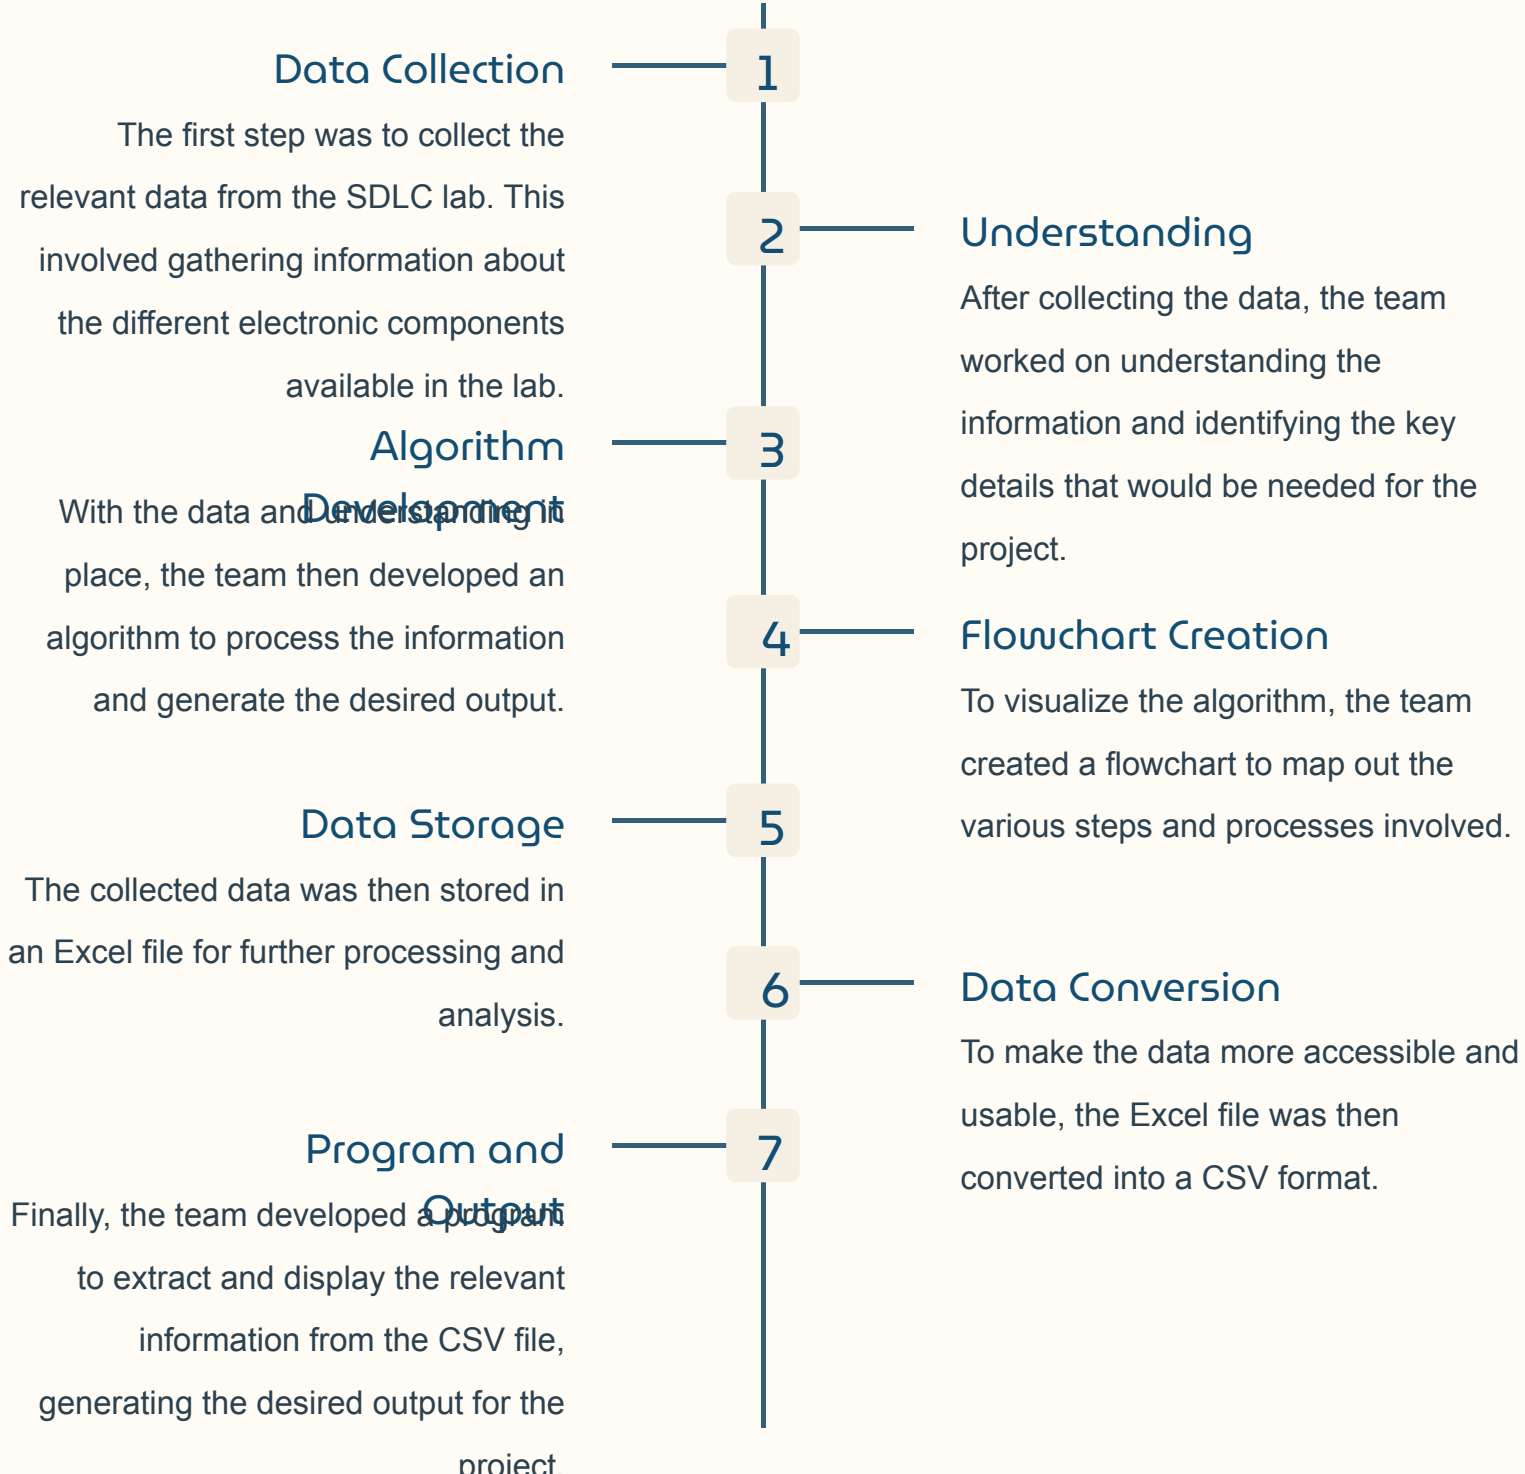 1
Data Collection
The first step was to collect the
relevant data from the SDLC lab. This
involved gathering information about
the different electronic components
available in the lab.
2
Understanding
After collecting the data, the team
worked on understanding the
information and identifying the key
details that would be needed for the
project.
3
Algorithm
Development
With the data and understanding in
place, the team then developed an
algorithm to process the information
and generate the desired output.
4
Flowchart Creation
To visualize the algorithm, the team
created a flowchart to map out the
various steps and processes involved.
5
Data Storage
The collected data was then stored in
an Excel file for further processing and
analysis.
6
Data Conversion
To make the data more accessible and
usable, the Excel file was then
converted into a CSV format.
7
Program and
Output
Finally, the team developed a program
to extract and display the relevant
information from the CSV file,
generating the desired output for the
project.